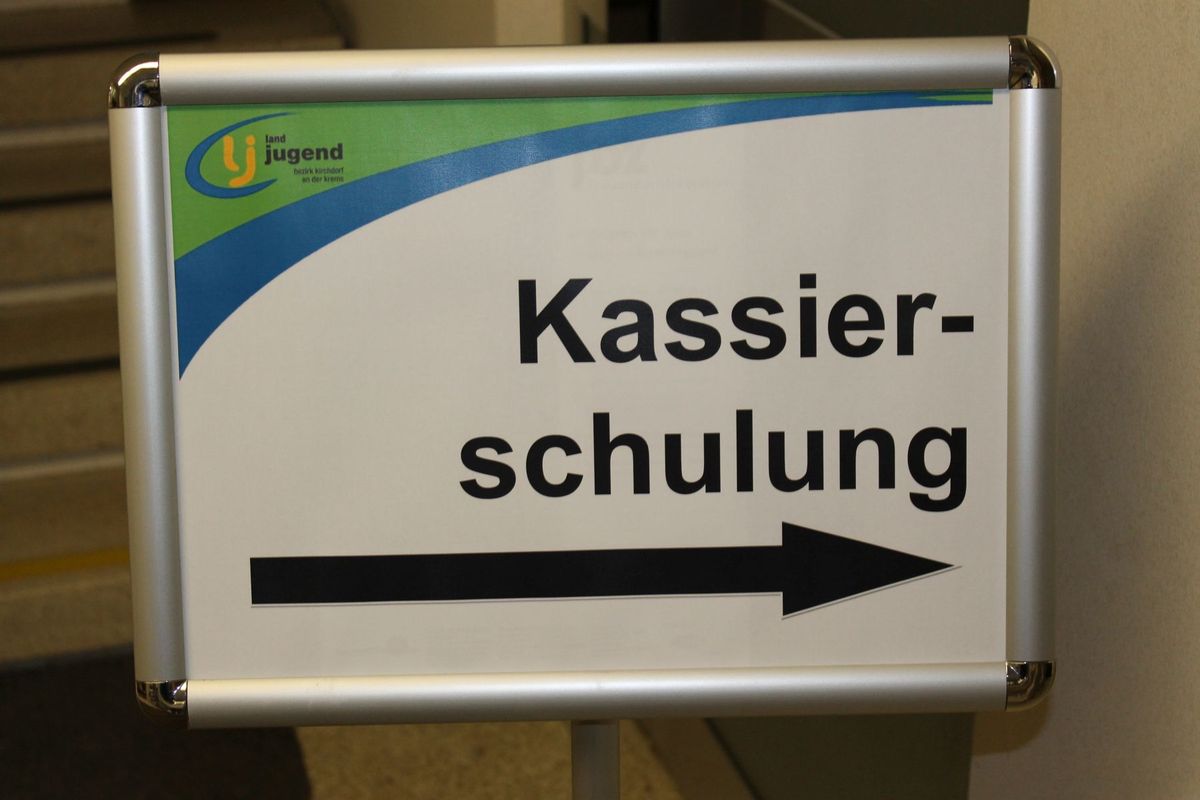 lj
land
jugend
bezirk kirchdorf
an der krems
Kassier-
schulung